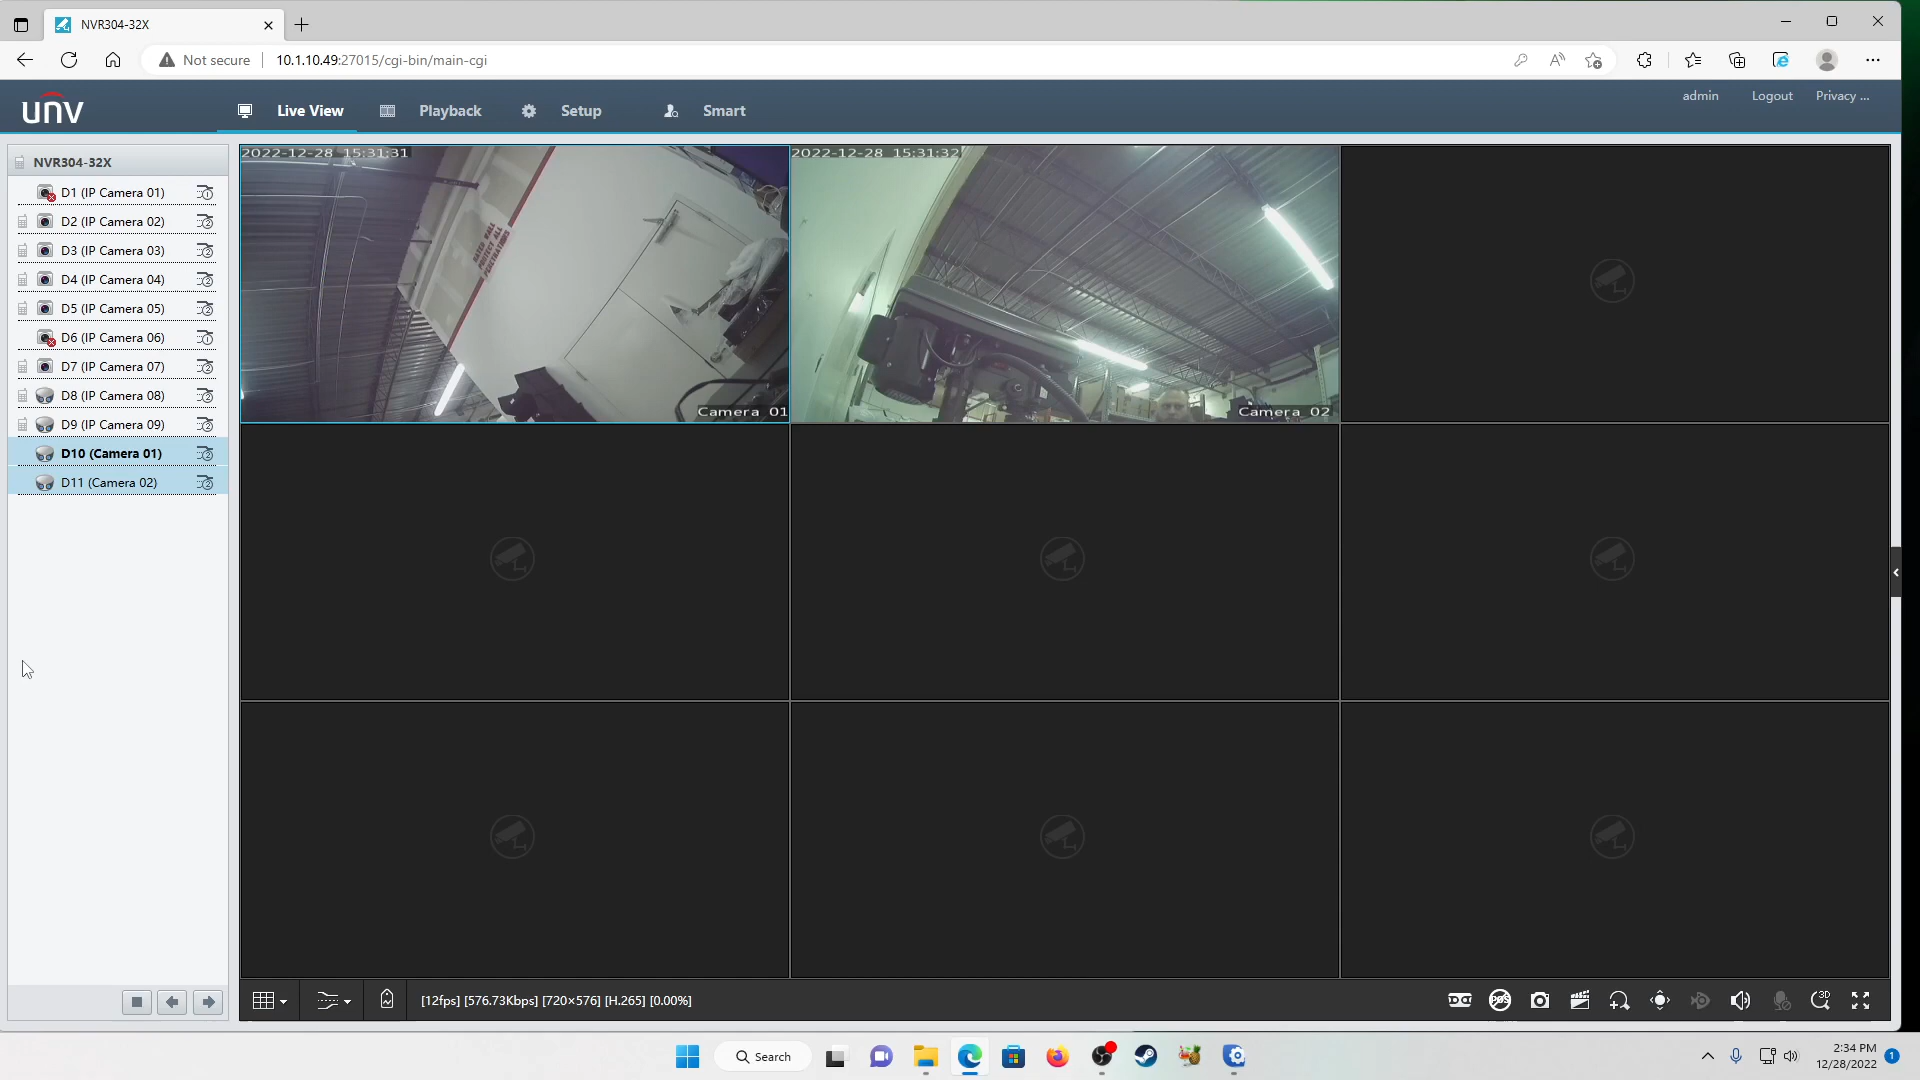 NVR304-32X
Not secure
10.1.10.49:27015/cgi-bin/main-cgi
unv
Live View
Playback
Setup
Smart
admin
Logout
Privacy ...
NVR304-32X
D1 (IP Camera 01)
D2 (IP Camera 02)
D3 (IP Camera 03)
D4 (IP Camera 04)
D5 (IP Camera 05)
D6 (IP Camera 06)
D7 (IP Camera 07)
D8 (IP Camera 08)
D9 (IP Camera 09)
D10 (Camera 01)
D11 (Camera 02)
2022-12-28 15:31:31
Camera 01
2022-12-28 15:31:32
Camera 02
[12fps] [576.73Kbps] [720×576] [H.265] [0.00%]
POS
3D
Search
2:34 PM
12/28/2022
1